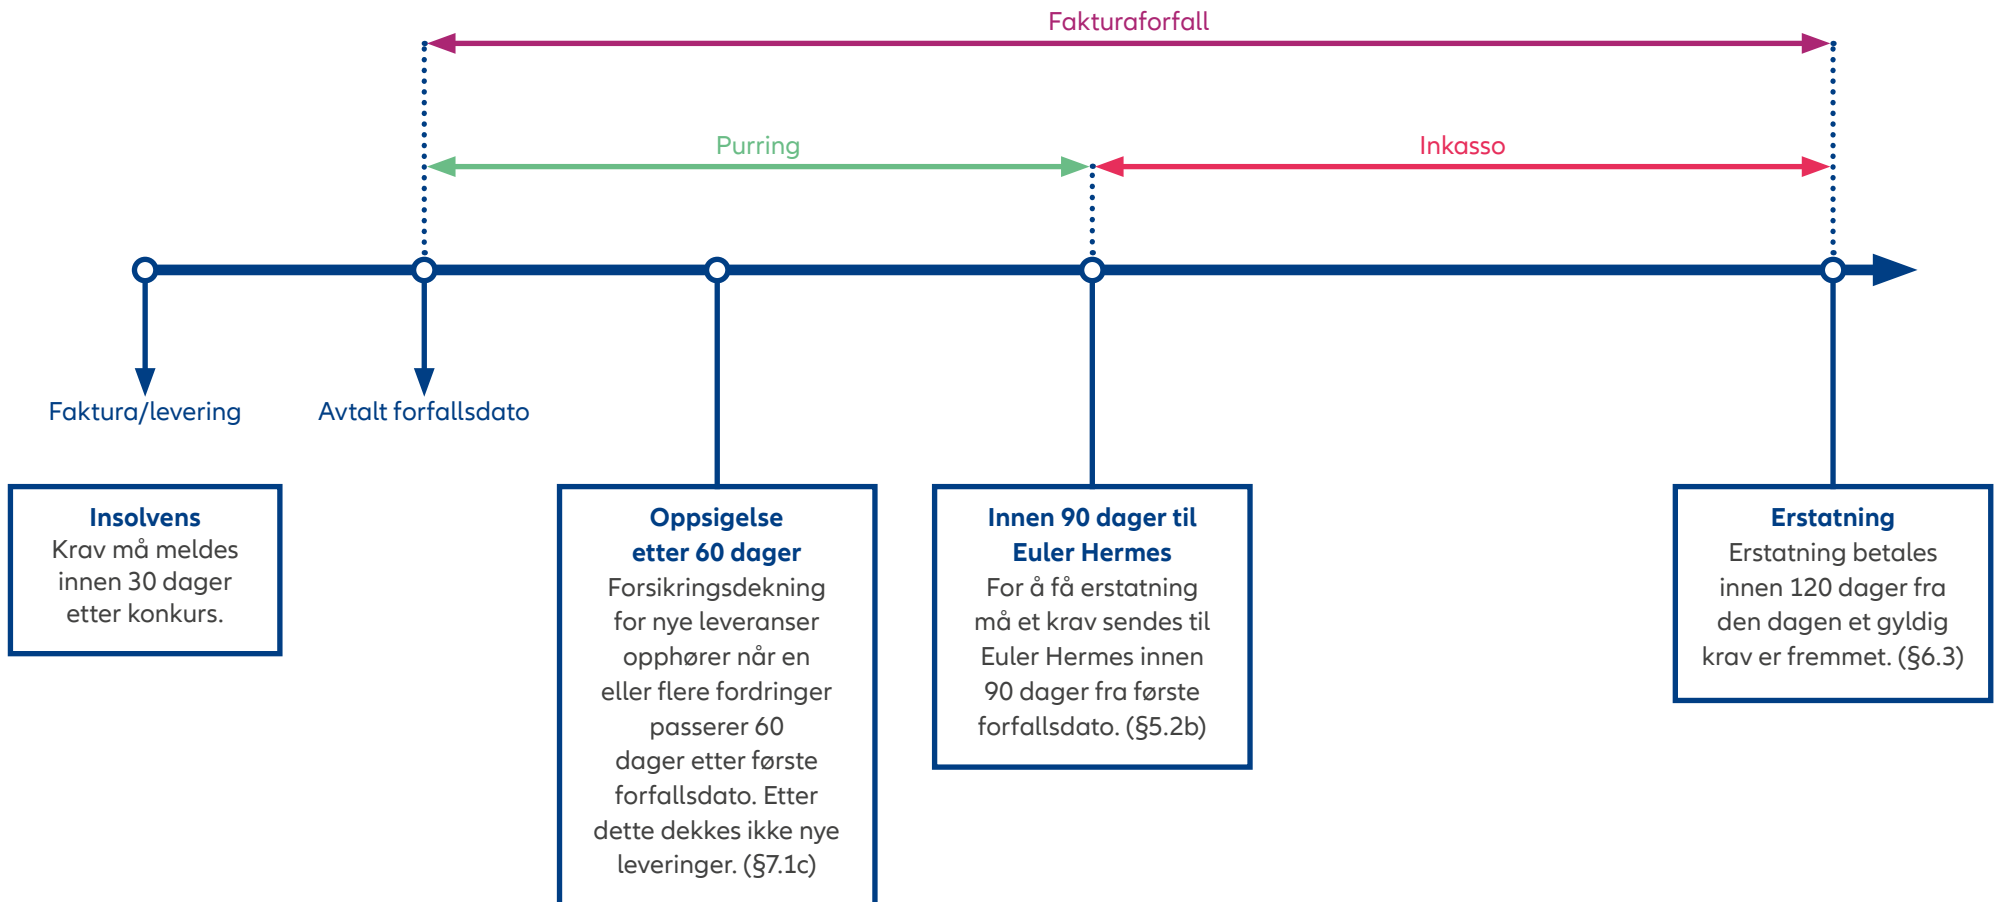 Fakturaforfall
Purring
Inkasso
Faktura/levering
Avtalt forfallsdato
Insolvens
Krav må meldes
innen 30 dager
etter konkurs.
Oppsigelse
etter 60 dager
Forsikringsdekning
for nye leveranser
opphører når en
eller flere fordringer
passerer 60
dager etter første
forfallsdato. Etter
dette dekkes ikke nye
leveringer. (§7.1c)
Innen 90 dager til
Euler Hermes
For å få erstatning
må et krav sendes til
Euler Hermes innen
90 dager fra første
forfallsdato. (§5.2b)
Erstatning
Erstatning betales
innen 120 dager fra
den dagen et gyldig
krav er fremmet. (§6.3)